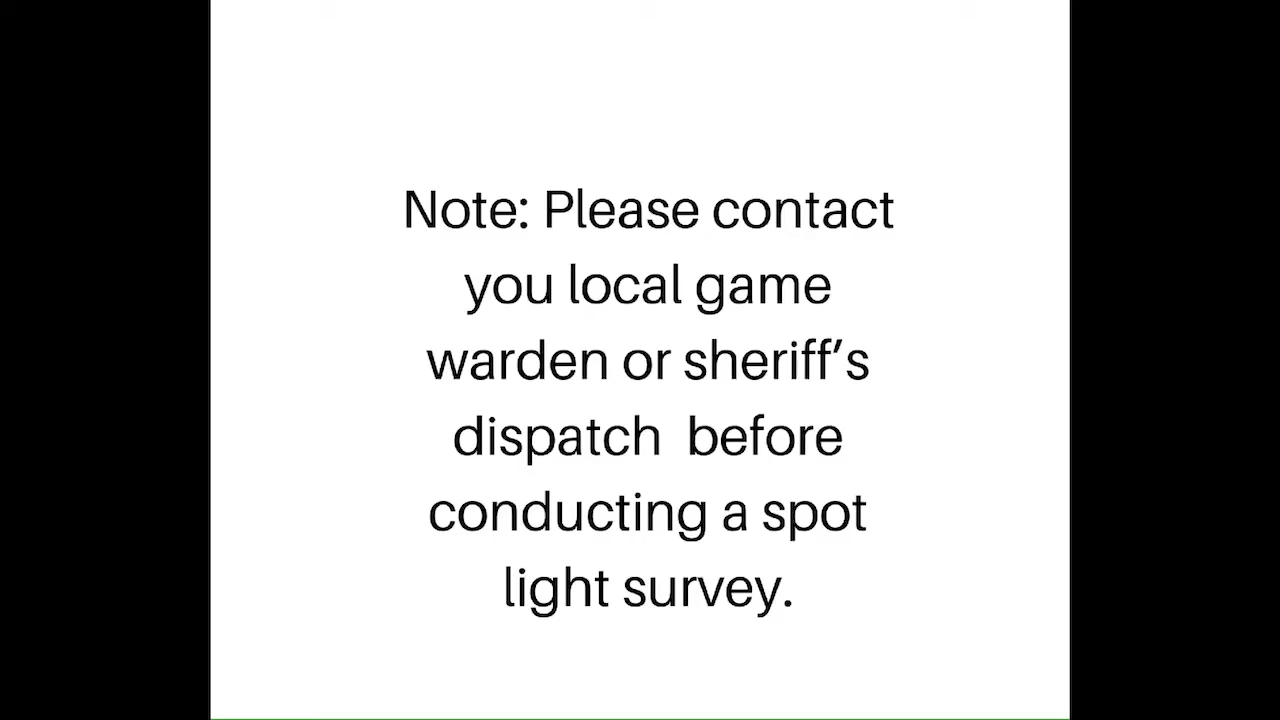 Note: Please contact
you local game
warden or sheriff’s
dispatch  before
conducting a spot
light survey.